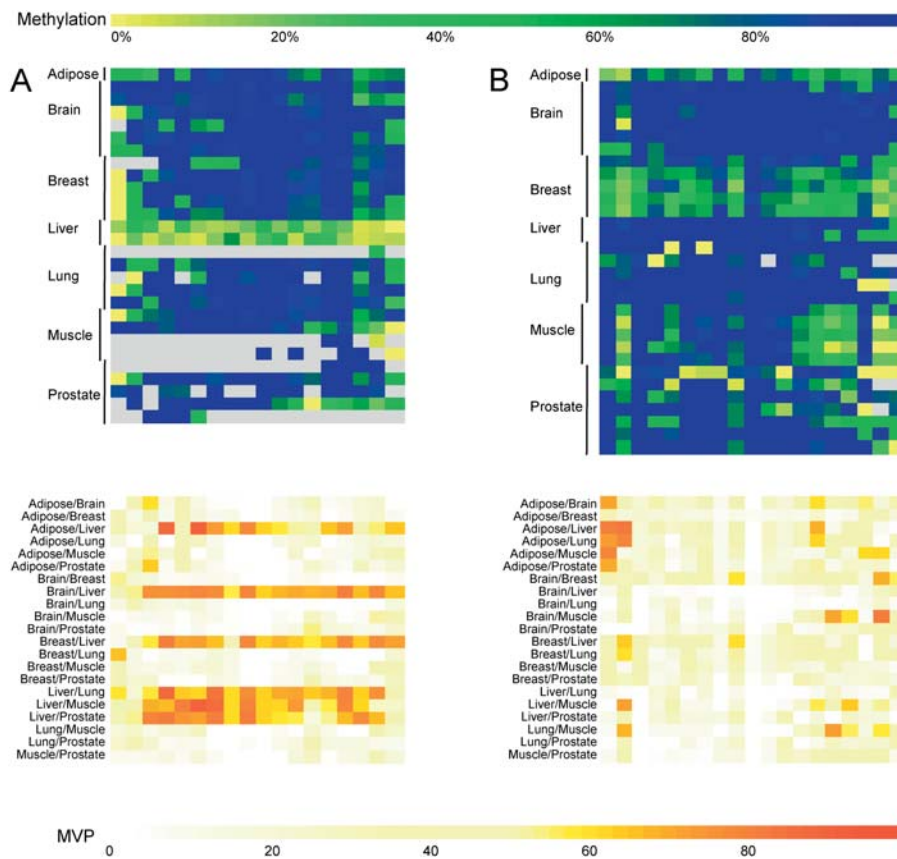 Methylation
0% 20% 40% 60% 80%
A
Adipose
Brain
Breast
Liver
Lung
Muscle
Prostate
B
Adipose
Brain
Breast
Liver
Lung
Muscle
Prostate
Adipose/Brain
Adipose/Breast
Adipose/Liver
Adipose/Lung
Adipose/Muscle
Adipose/Prostate
Brain/Breast
Brain/Liver
Brain/Lung
Brain/Muscle
Brain/Prostate
Breast/Liver
Breast/Lung
Breast/Muscle
Breast/Prostate
Liver/Lung
Liver/Muscle
Liver/Prostate
Lung/Muscle
Lung/Prostate
Muscle/Prostate
Adipose/Brain
Adipose/Breast
Adipose/Liver
Adipose/Lung
Adipose/Muscle
Adipose/Prostate
Brain/Breast
Brain/Liver
Brain/Lung
Brain/Muscle
Brain/Prostate
Breast/Liver
Breast/Lung
Breast/Muscle
Breast/Prostate
Liver/Lung
Liver/Muscle
Liver/Prostate
Lung/Muscle
Lung/Prostate
Muscle/Prostate
MVP
0 20 40 60 80